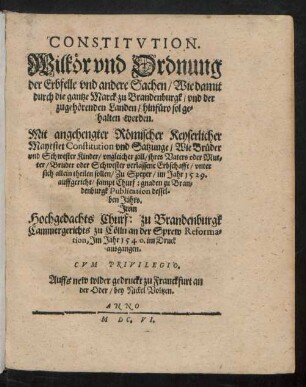 CONSTITVTION.
Wilkör vnd Ordnung
der Erbfelle vnd andere Sachen / Wie damit
durch die gantze Marck zu Brandenburgk / vnd der
zugehörenden Landen / hinfüro sol ge-
halten werden.
Mit angehengter Römischer Keyserlicher
Mayestet Constitution vnd Satzunge / Wie Brüder
vnd Schwester Kinder / vngleicher zall / ihres Vaters oder Mut-
ter / Bruder oder Schwester verlassene Erbschafft / vnter
sich allein theilen sollen / Zu Speyer / im Jahr 1529.
auffgericht / sampt Churf: gnaden zu Bran-
denburgk Publication dessel-
ben Jahrs.
Item
Hochgedachts Churf: zu Brandenburgk
Cammergerichts zu Cölln an der Sprew Reforma-
tion, Im Jahr 1540. im Druck
ausgangen.
CVM PRIVILEGIO,
Auffs new wider gedruckt zu Franckfurt an
der Oder / bey Nickel Voltzen.
ANNO
M DC, VI.